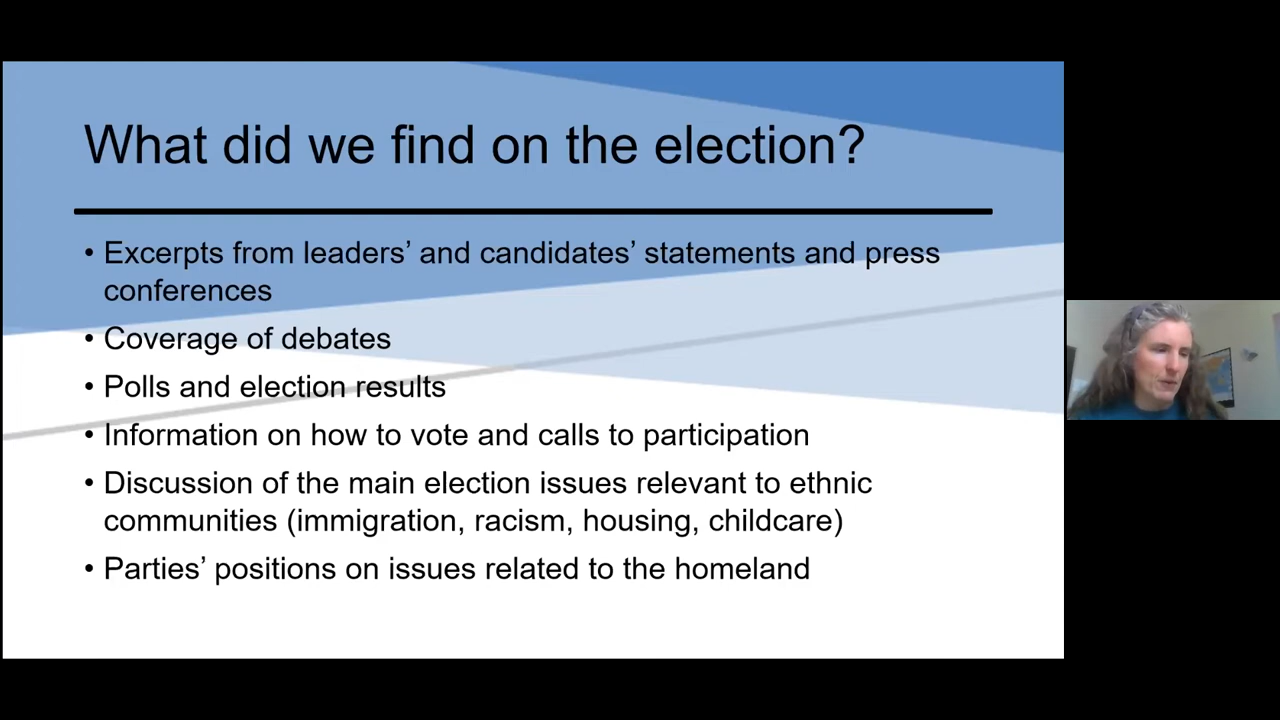 What did we find on the election?
• Excerpts from leaders’ and candidates’ statements and press
conferences
• Coverage of debates
• Polls and election results
• Information on how to vote and calls to participation
• Discussion of the main election issues relevant to ethnic
communities (immigration, racism, housing, childcare)
• Parties’ positions on issues related to the homeland